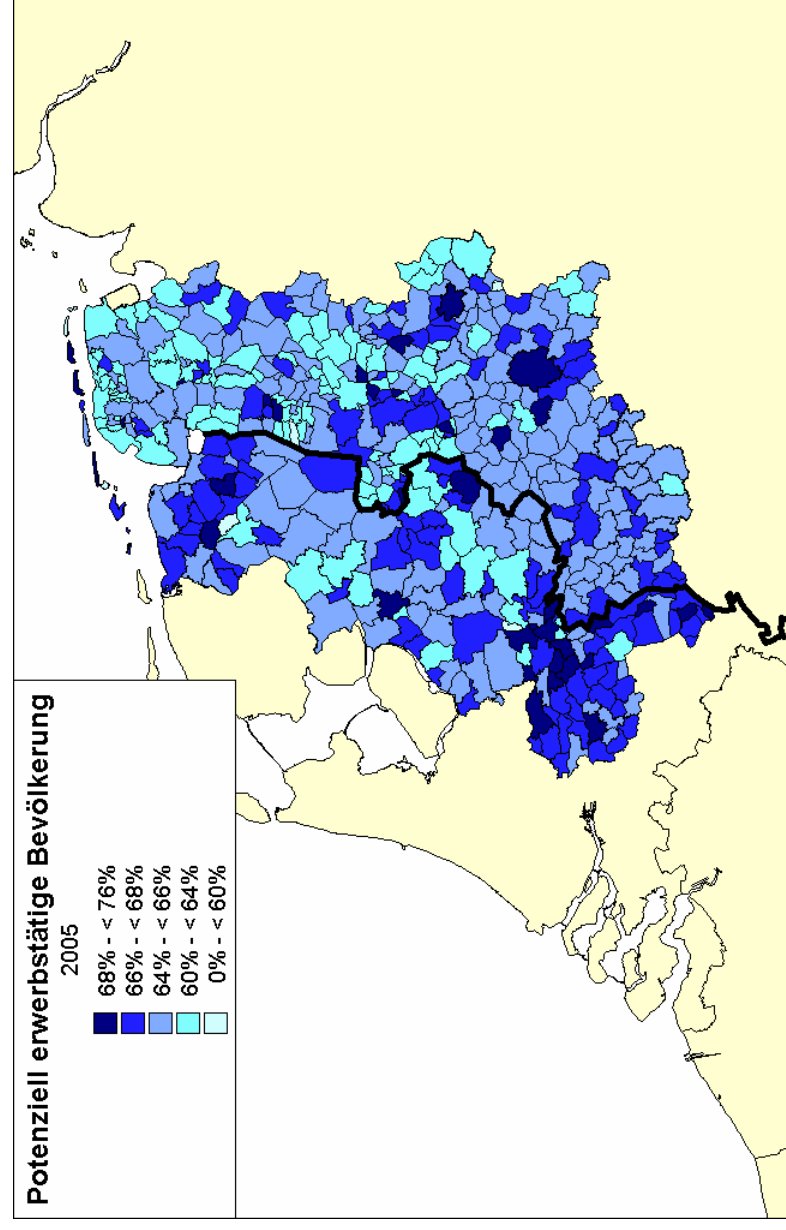 Potenziell erwerbstätige Bevölkerung
2005
68% - < 76%
66% - < 68%
64% - < 66%
60% - < 64%
0% - < 60%